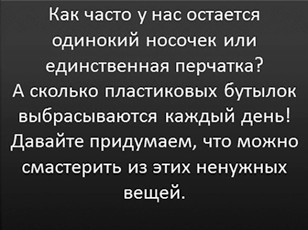 Как часто у нас остается
одинокий носочек или
единственная перчатка?
А сколько пластиковых бутылок
выбрасываются каждый день!
Давайте придумаем, что можно
смастерить из этих ненужных
вещей.